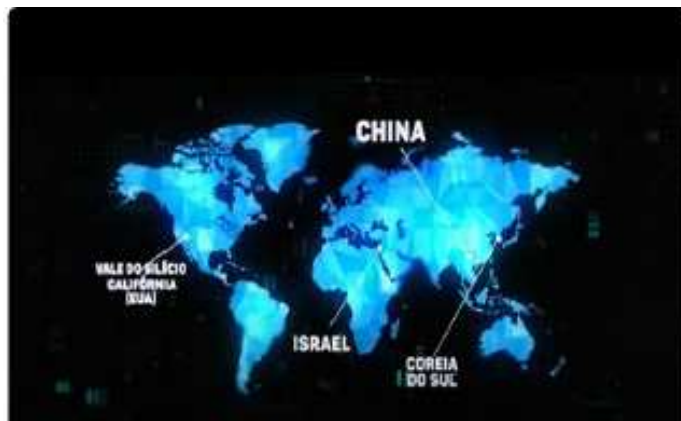 CHINA
VALE DO SILÍCIO
CALIFÓRNIA
(EUA)
ISRAEL
COREIA
DO SUL